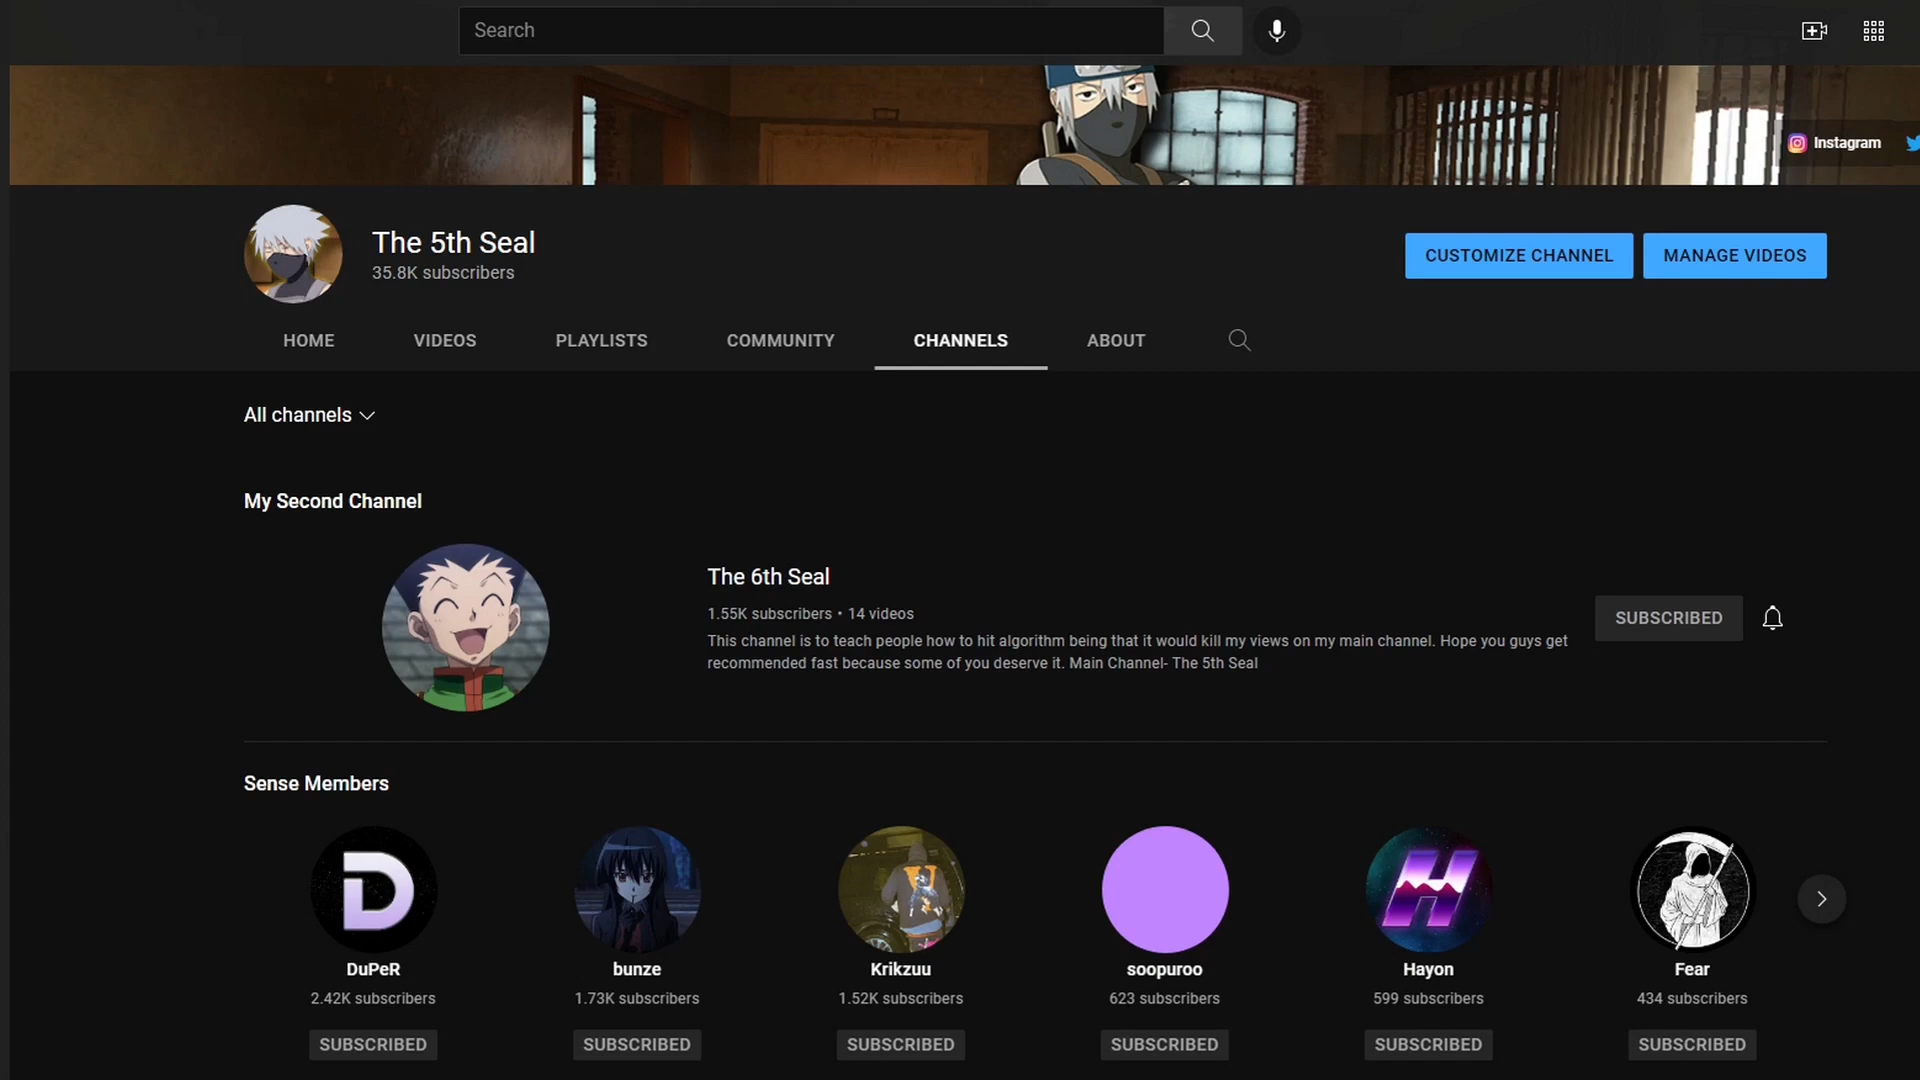 Search
Instagram
The 5th Seal
35.8K subscribers
CUSTOMIZE CHANNEL
MANAGE VIDEOS
HOME
VIDEOS
PLAYLISTS
COMMUNITY
CHANNELS
ABOUT
All channels
My Second Channel
The 6th Seal
1.55K subscribers • 14 videos
This channel is to teach people how to hit algorithm being that it would kill my views on my main channel. Hope you guys get
recommended fast because some of you deserve it. Main Channel- The 5th Seal
SUBSCRIBED
Sense Members
DuPeR
bunze
Krikzuu
soopuroo
Hayon
Fear
2.42K subscribers
1.73K subscribers
1.52K subscribers
623 subscribers
599 subscribers
434 subscribers
SUBSCRIBED
SUBSCRIBED
SUBSCRIBED
SUBSCRIBED
SUBSCRIBED
SUBSCRIBED